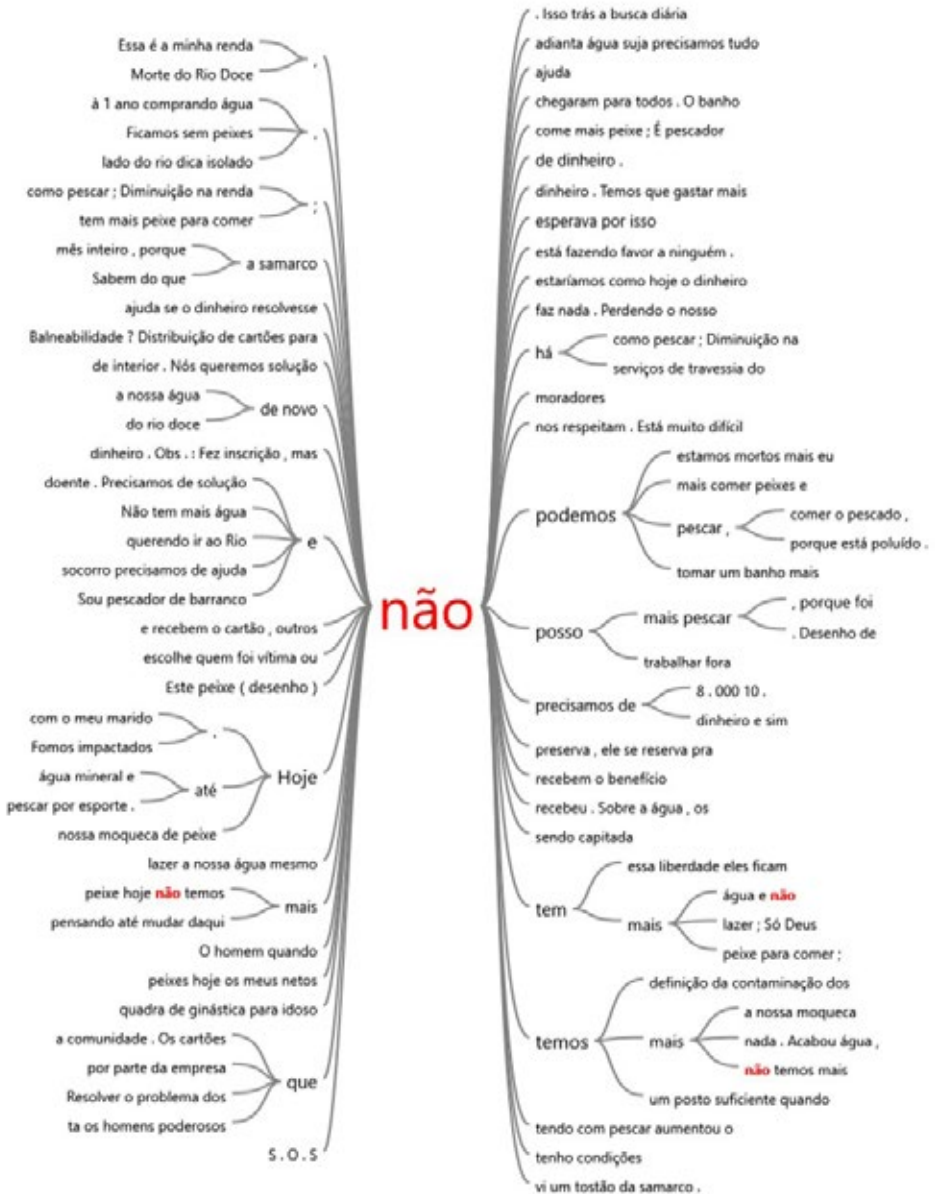 Essa é a minha renda
Morte do Rio Doce
,
à 1 ano comprando água
Ficamos sem peixes
lado do rio dica isolado
.
como pescar ; Diminuição na renda
tem mais peixe para comer
;
mês inteiro , porque
Sabem do que
a samarco
ajuda se o dinheiro resolvesse
Balneabilidade ? Distribuição de cartões para
de interior . Nós queremos solução
a nossa água
do rio doce
de novo
dinheiro . Obs . : Fez inscrição , mas
doente . Precisamos de solução
Não tem mais água
querendo ir ao Rio
socorro precisamos de ajuda
Sou pescador de barranco
e
e recebem o cartão , outros
escolhe quem foi vítima ou
Este peixe ( desenho )
com o meu marido
Fomos impactados
.
água mineral e
pescar por esporte .
até
nossa moqueca de peixe
Hoje
lazer a nossa água mesmo
peixe hoje não temos
pensando até mudar daqui
mais
O homem quando
peixes hoje os meus netos
quadra de ginástica para idoso
a comunidade . Os cartões
por parte da empresa
Resolver o problema dos
ta os homens poderosos
que
S . O . S
não
. Isso trás a busca diária
adianta água suja precisamos tudo
ajuda
chegaram para todos . O banho
come mais peixe ; É pescador
de dinheiro .
dinheiro . Temos que gastar mais
esperava por isso
está fazendo favor a ninguém .
estaríamos como hoje o dinheiro
faz nada . Perdendo o nosso
há
como pescar ; Diminuição na
serviços de travessia do
moradores
nos respeitam . Está muito difícil
podemos
estamos mortos mais eu
mais comer peixes e
pescar ,
comer o pescado ,
porque está poluído .
tomar um banho mais
posso
mais pescar
, porque foi
. Desenho de
trabalhar fora
precisamos de
8 . 000 10 .
dinheiro e sim
preserva , ele se reserva pra
recebem o benefício
recebeu . Sobre a água , os
sendo capitada
tem
essa liberdade eles ficam
mais
água e não
lazer ; Só Deus
peixe para comer ;
temos
definição da contaminação dos
mais
a nossa moqueca
nada . Acabou água ,
não temos mais
um posto suficiente quando
tendo com pescar aumentou o
tenho condições
vi um tostão da samarco .